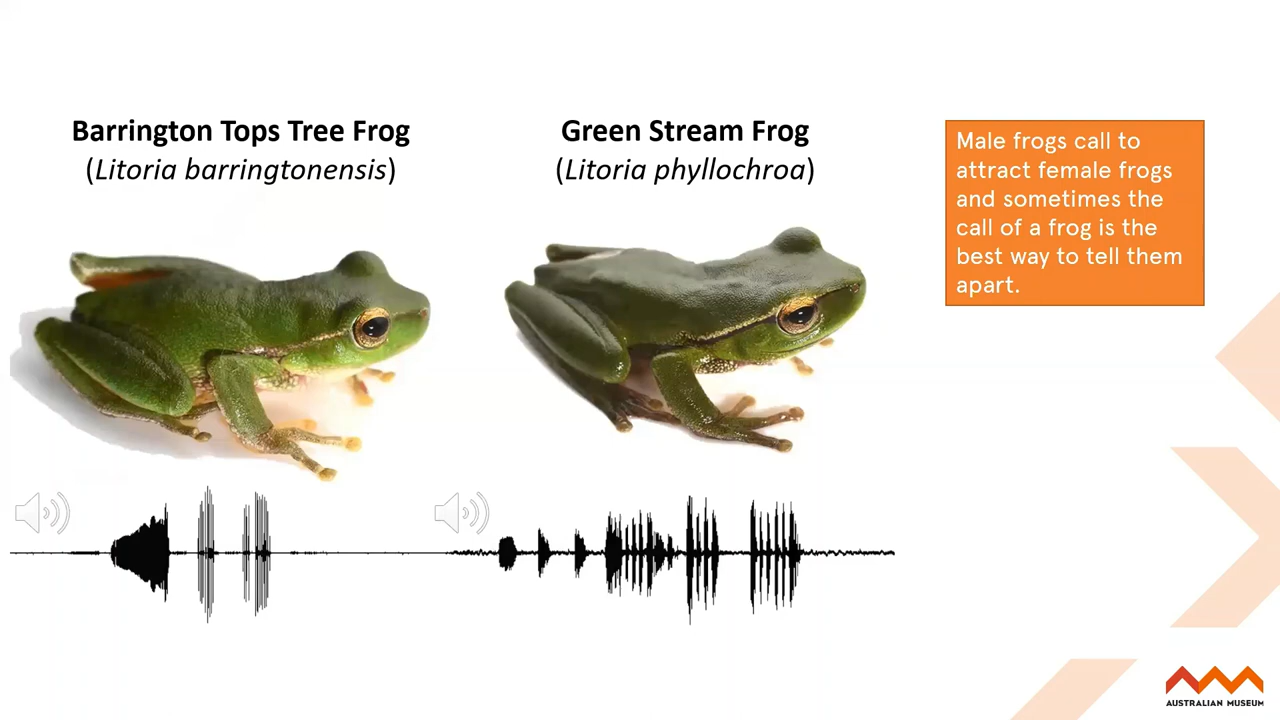 Barrington Tops Tree Frog
(Litoria barringtonensis)
Green Stream Frog
(Litoria phyllochroa)
Male frogs call to
attract female frogs
and sometimes the
call of a frog is the
best way to tell them
apart.
AUSTRALIAN MUSEUM